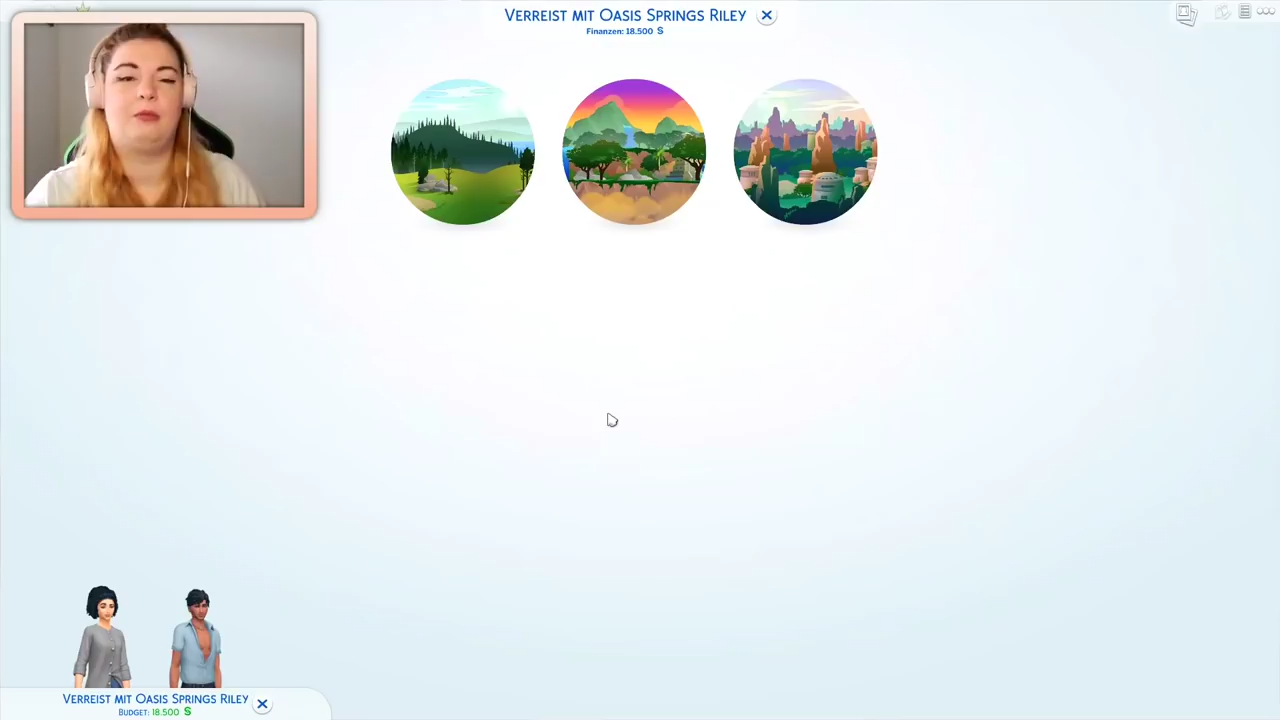 Verreist mit Oasis Springs Riley
Finanzen: 18.500 $
Verreist mit Oasis Springs Riley
Budget: 18.500 $